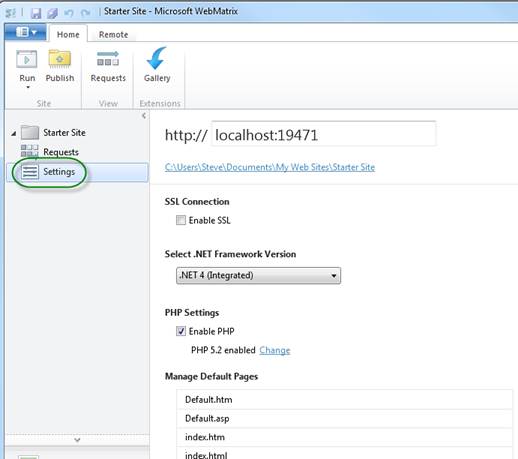 Starter Site - Microsoft WebMatrix
Home Remote
Run Publish Requests Gallery
Site View Extensions
Starter Site
Requests
Settings
http:// localhost:19471
C:\Users\Steve\Documents\My Web Sites\Starter Site
SSL Connection
Enable SSL
Select .NET Framework Version
.NET 4 (Integrated)
PHP Settings
Enable PHP
PHP 5.2 enabled Change
Manage Default Pages
Default.htm
Default.asp
index.htm
index.html